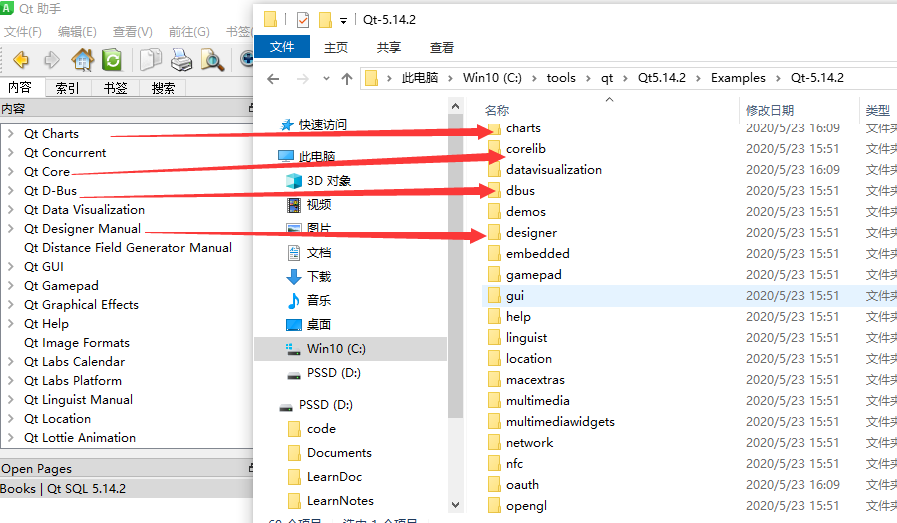 Qt 助手
文件(F) 编辑(E) 查看(V) 前往(G) 书签
内容 索引 书签 搜索
内容
Qt Charts
Qt Concurrent
Qt Core
Qt D-Bus
Qt Data Visualization
Qt Designer Manual
Qt Distance Field Generator Manual
Qt GUI
Qt Gamepad
Qt Graphical Effects
Qt Help
Qt Image Formats
Qt Labs Calendar
Qt Labs Platform
Qt Linguist Manual
Qt Location
Qt Lottie Animation
Open Pages
Books | Qt SQL 5.14.2
Qt-5.14.2
文件 主页 共享 查看
此电脑 Win10 (C:) tools qt Qt5.14.2 Examples Qt-5.14.2
快速访问
此电脑
3D 对象
视频
图片
文档
下载
音乐
桌面
Win10 (C:)
PSSD (D:)
PSSD (D:)
code
Documents
LearnDoc
LearnNotes
名称 修改日期 类型
charts 2020/5/23 16:09 文件夹
corelib 2020/5/23 15:51 文件夹
datavisualization 2020/5/23 16:09 文件夹
dbus 2020/5/23 15:51 文件夹
demos 2020/5/23 15:51 文件夹
designer 2020/5/23 15:51 文件夹
embedded 2020/5/23 15:51 文件夹
gamepad 2020/5/23 15:51 文件夹
gui 2020/5/23 15:51 文件夹
help 2020/5/23 15:51 文件夹
linguist 2020/5/23 15:51 文件夹
location 2020/5/23 15:51 文件夹
macextras 2020/5/23 15:51 文件夹
multimedia 2020/5/23 15:51 文件夹
multimediawidgets 2020/5/23 15:51 文件夹
network 2020/5/23 15:51 文件夹
nfc 2020/5/23 15:51 文件夹
oauth 2020/5/23 16:09 文件夹
opengl 2020/5/23 15:51 文件夹